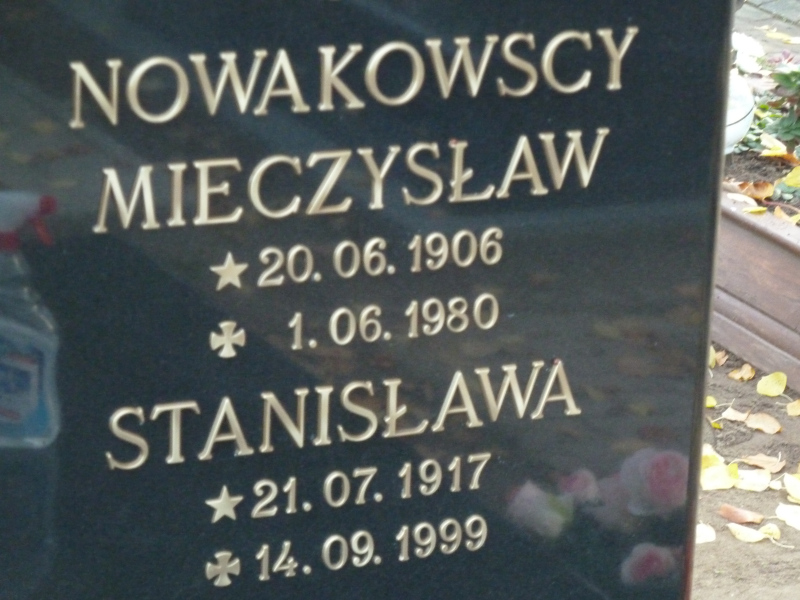 NOWAKOWSCY
MIECZYSŁAW
★ 20. 06. 1906
✠ 1. 06. 1980
STANISŁAWA
★ 21. 07. 1917
✠ 14. 09. 1999